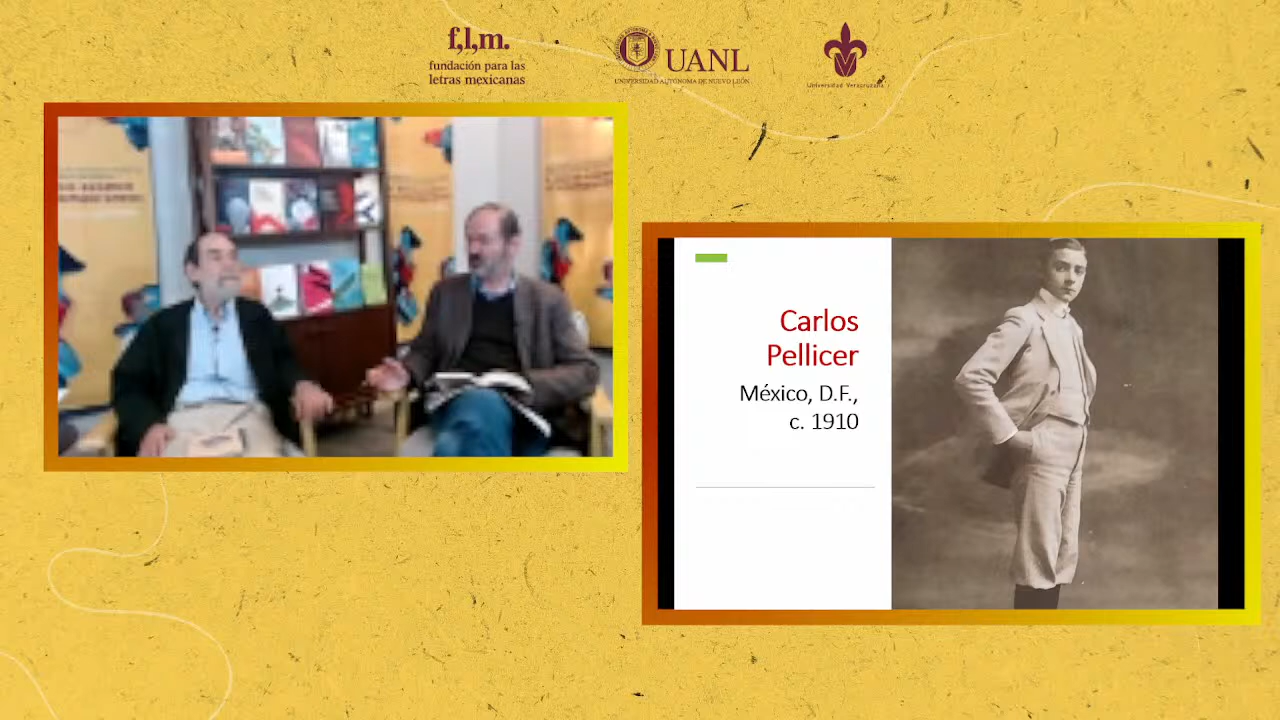 f,l,m.
fundación para las
letras mexicanas
UANL
UNIVERSIDAD AUTÓNOMA DE NUEVO LEÓN
Universidad Veracruzana
Carlos
Pellicer
México, D.F.,
c. 1910